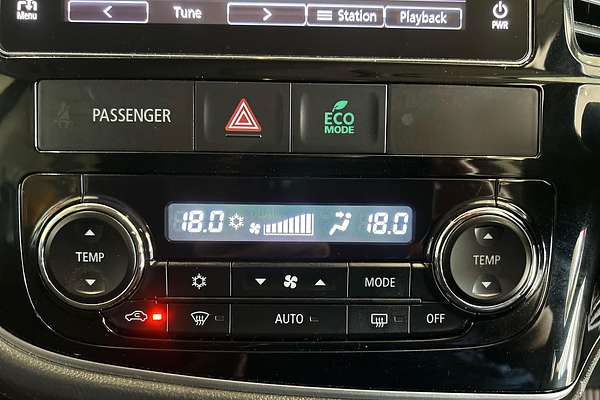 Menu
<
Tune
>
Station
Playback
PWR
PASSENGER
ECO
MODE
18.0
18.0
TEMP
TEMP
MODE
AUTO
OFF